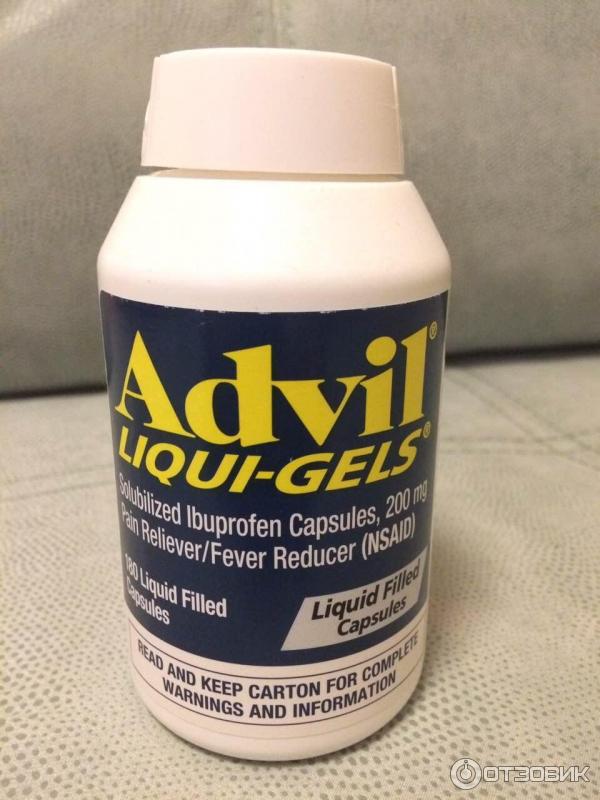 Advil®
LIQUI-GELS®
Solubilized Ibuprofen Capsules, 200 mg
Pain Reliever/Fever Reducer (NSAID)
180 Liquid Filled
Capsules
Liquid Filled
Capsules
READ AND KEEP CARTON FOR COMPLETE
WARNINGS AND INFORMATION
ОТЗОВИК